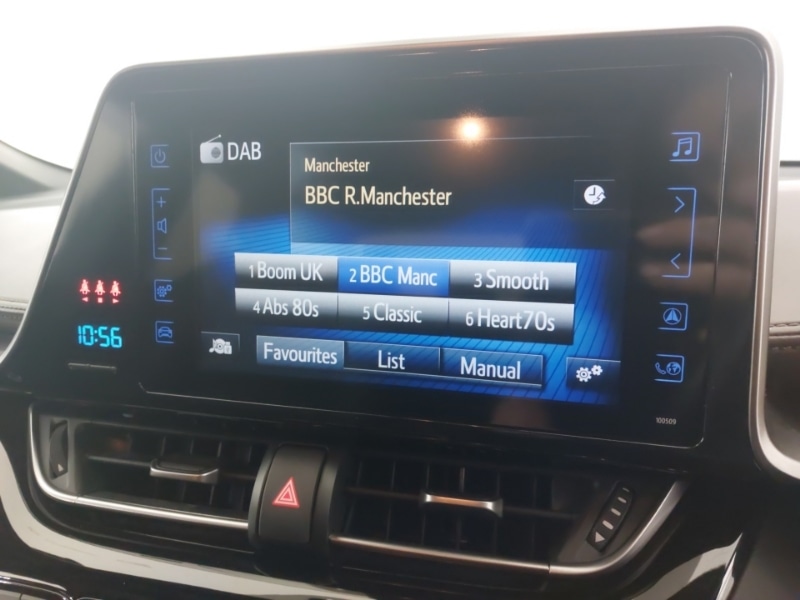 DAB
Manchester
BBC R.Manchester
1 Boom UK 2 BBC Manc 3 Smooth
4 Abs 80s 5 Classic 6 Heart70s
Favourites List Manual
10:56
100509